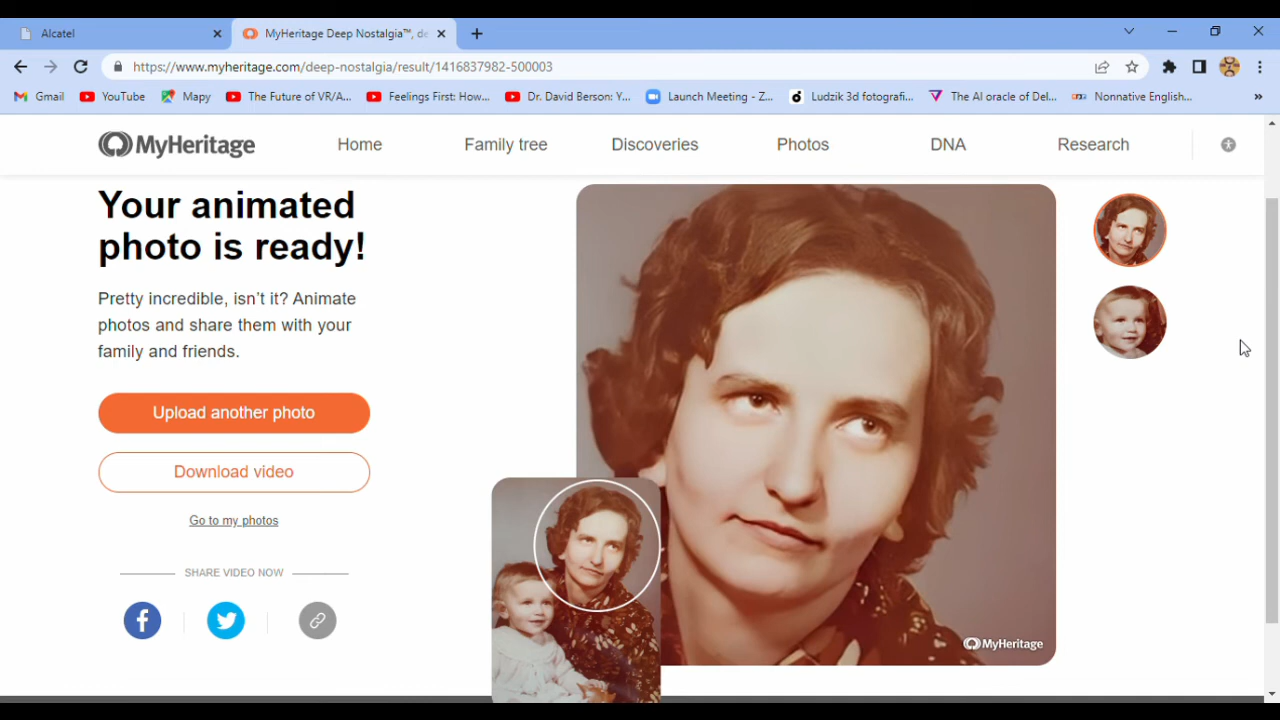 Alcatel
MyHeritage Deep Nostalgia™, de
https://www.myheritage.com/deep-nostalgia/result/1416837982-500003
Gmail
YouTube
Mapy
The Future of VR/A...
Feelings First: How...
Dr. David Berson: Y...
Launch Meeting - Z...
Ludzik 3d fotografi...
The AI oracle of Del...
Nonnative English...
»
MyHeritage
Home
Family tree
Discoveries
Photos
DNA
Research
Your animated
photo is ready!
Pretty incredible, isn't it? Animate
photos and share them with your
family and friends.
Upload another photo
Download video
Go to my photos
SHARE VIDEO NOW
MyHeritage